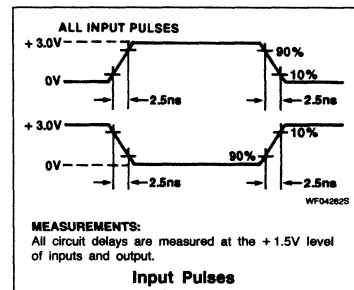 ALL INPUT PULSES
+ 3.0V
90%
10%
0V
2.5ns
2.5ns
+ 3.0V
10%
90%
0V
2.5ns
2.5ns
WF04262S
MEASUREMENTS:
All circuit delays are measured at the + 1.5V level
of inputs and output.
Input Pulses